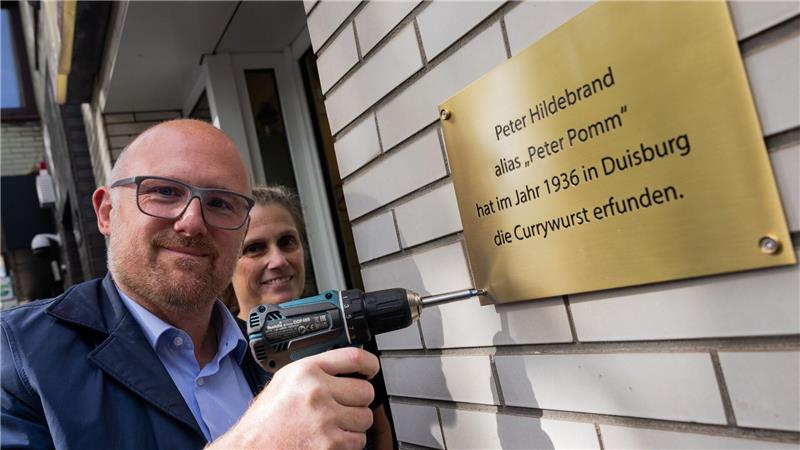 Peter Hildebrand
alias „Peter Pomm“
hat im Jahr 1936 in Duisburg
die Currywurst erfunden.